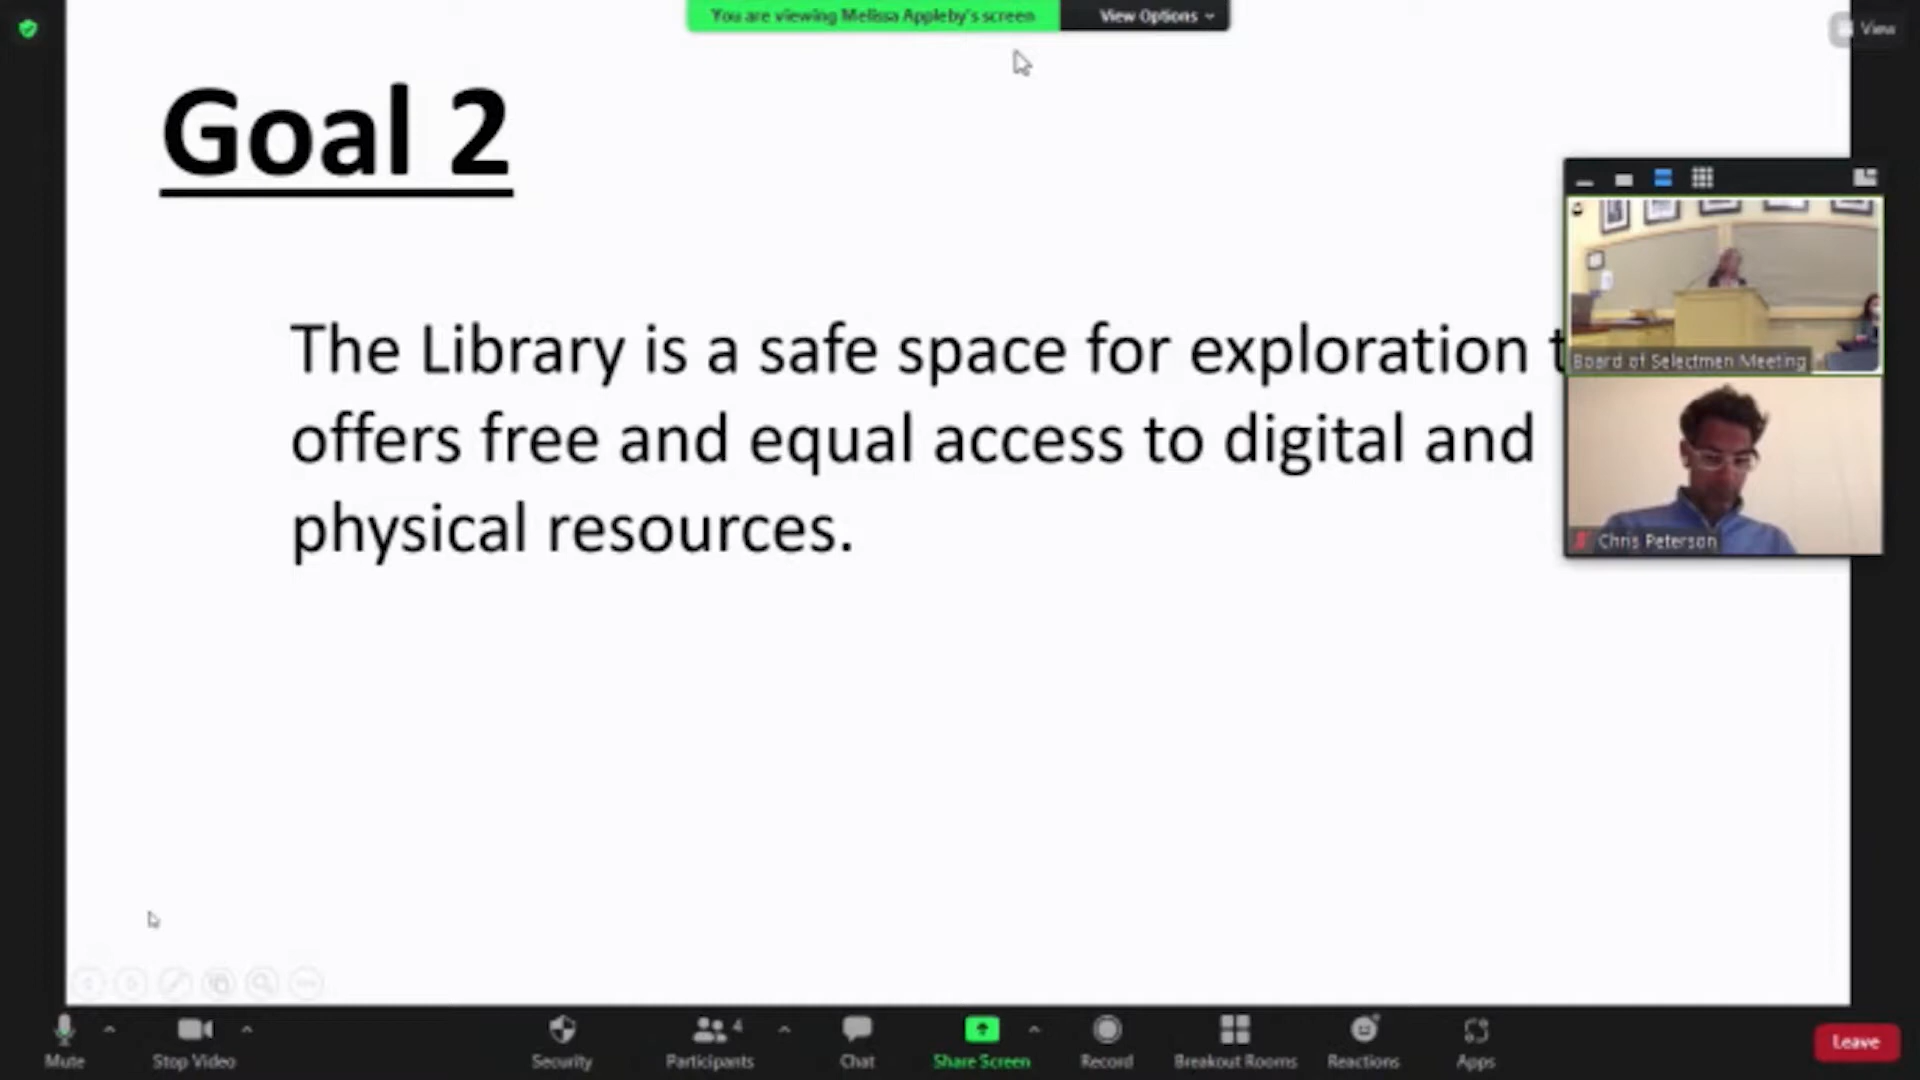 You are viewing Melissa Appleby's screen
View Options
View
Goal 2
The Library is a safe space for exploration t
offers free and equal access to digital and
physical resources.
Board of Selectmen Meeting
Chris Peterson
Mute
Stop Video
Security
4
Participants
Chat
Share Screen
Record
Breakout Rooms
Reactions
Apps
Leave